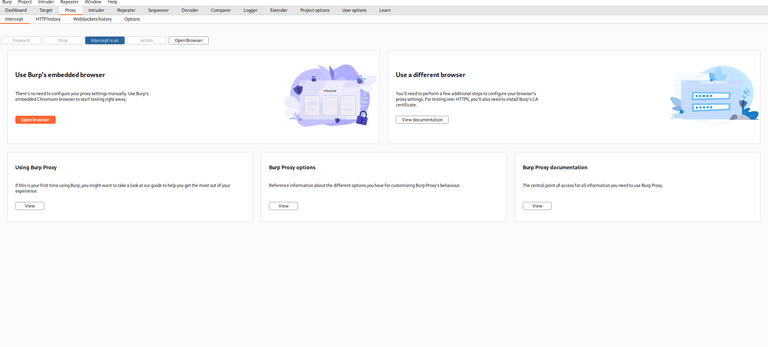 Burp Project Intruder Repeater Window Help
Dashboard Target Proxy Intruder Repeater Sequencer Decoder Comparer Logger Extender Project options User options Learn
Intercept HTTP history WebSockets history Options
Forward Drop Intercept is on Action Open Browser
Use Burp's embedded browser
There's no need to configure your proxy settings manually. Use Burp's
embedded Chromium browser to start testing right away.
Open browser
Use a different browser
You'll need to perform a few additional steps to configure your browser's
proxy settings. For testing over HTTPS, you'll also need to install Burp's CA
certificate.
View documentation
Using Burp Proxy
If this is your first time using Burp, you might want to take a look at our guide to help you get the most out of your
experience.
View
Burp Proxy options
Reference information about the different options you have for customizing Burp Proxy's behaviour.
View
Burp Proxy documentation
The central point of access for all information you need to use Burp Proxy.
View